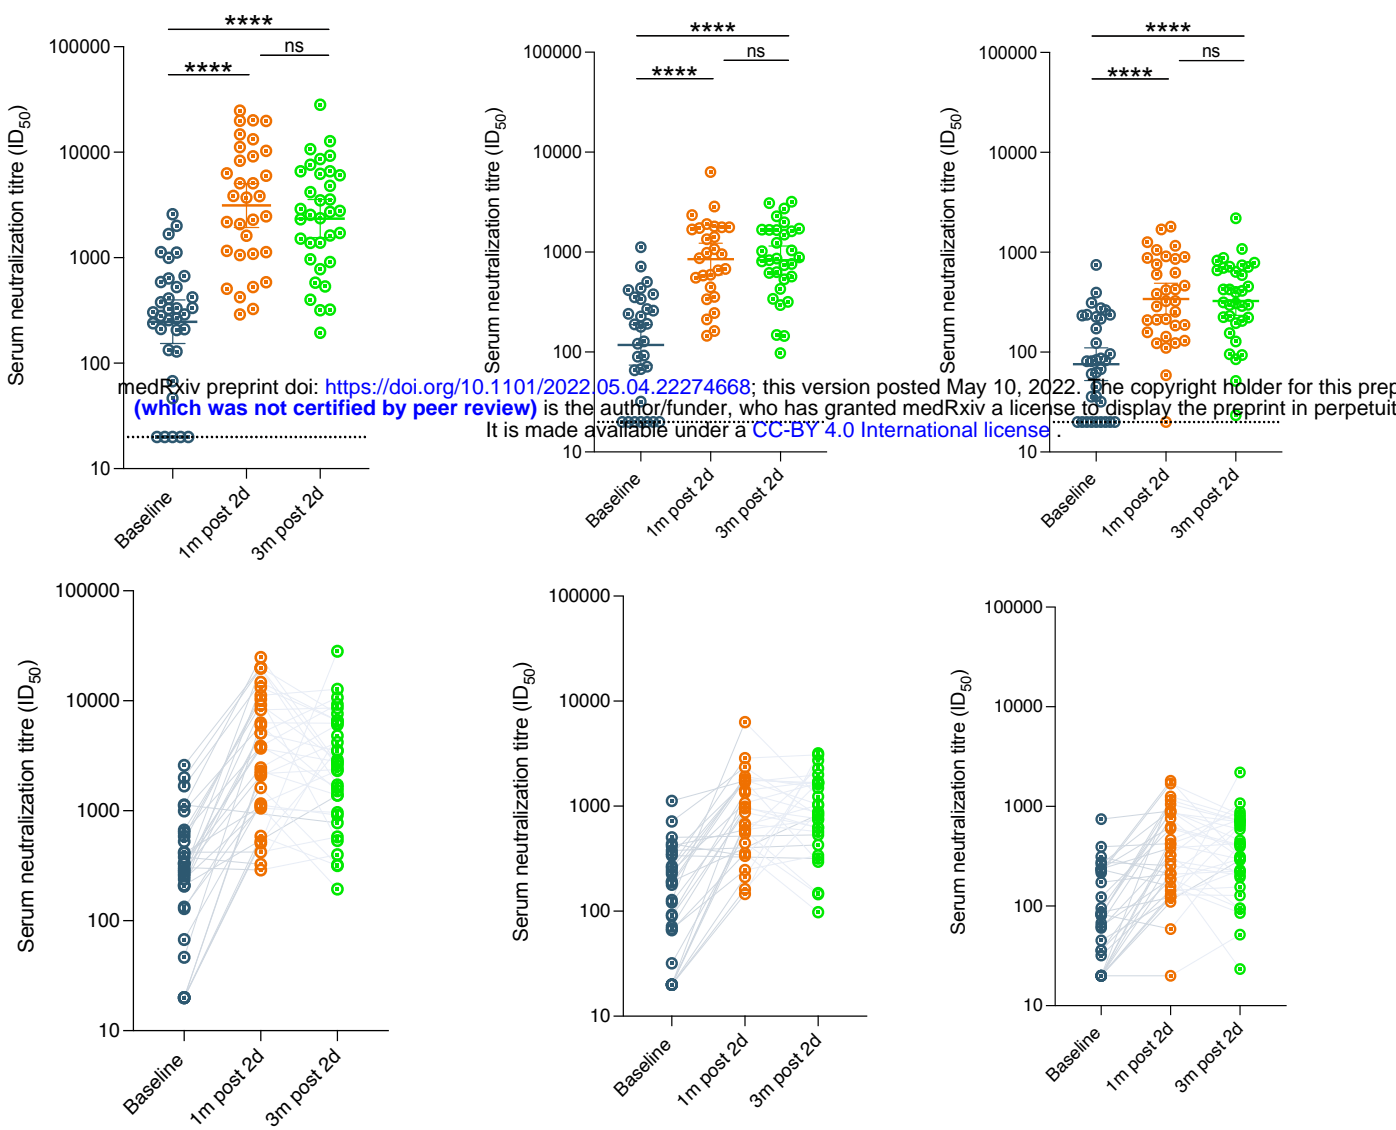 ****
ns
****
100000
10000
1000
100
10
Serum neutralization titre (ID50)
Baseline
1m post 2d
3m post 2d
****
ns
****
100000
10000
1000
100
10
Serum neutralization titre (ID50)
Baseline
1m post 2d
3m post 2d
****
ns
****
100000
10000
1000
100
10
Serum neutralization titre (ID50)
Baseline
1m post 2d
3m post 2d
medRxiv preprint doi: https://doi.org/10.1101/2022.05.04.22274668; this version posted May 10, 2022. The copyright holder for this prep
(which was not certified by peer review) is the author/funder, who has granted medRxiv a license to display the preprint in perpetuit
It is made available under a CC-BY 4.0 International license .
100000
10000
1000
100
10
Serum neutralization titre (ID50)
Baseline
1m post 2d
3m post 2d
100000
10000
1000
100
10
Serum neutralization titre (ID50)
Baseline
1m post 2d
3m post 2d
100000
10000
1000
100
10
Serum neutralization titre (ID50)
Baseline
1m post 2d
3m post 2d